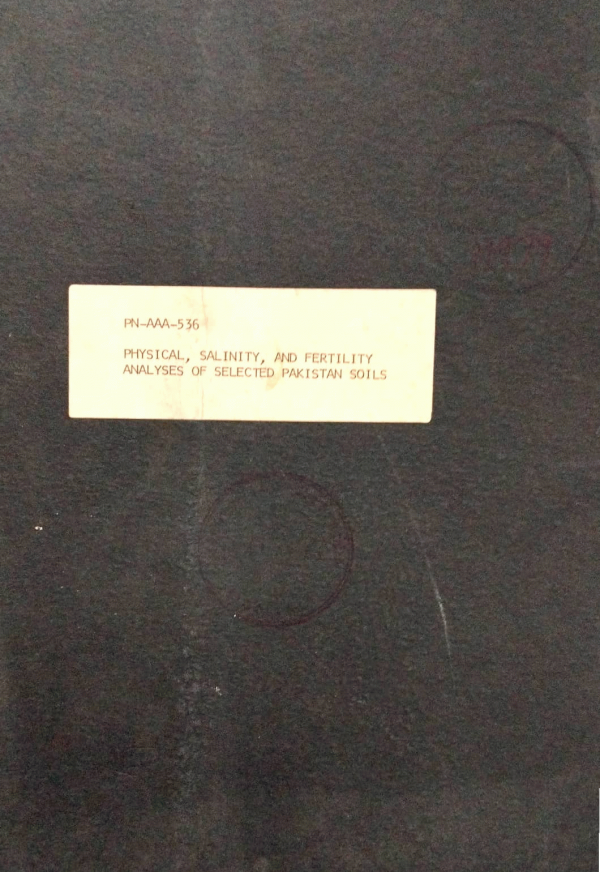 PN-AAA-536
PHYSICAL, SALINITY, AND FERTILITY
ANALYSES OF SELECTED PAKISTAN SOILS